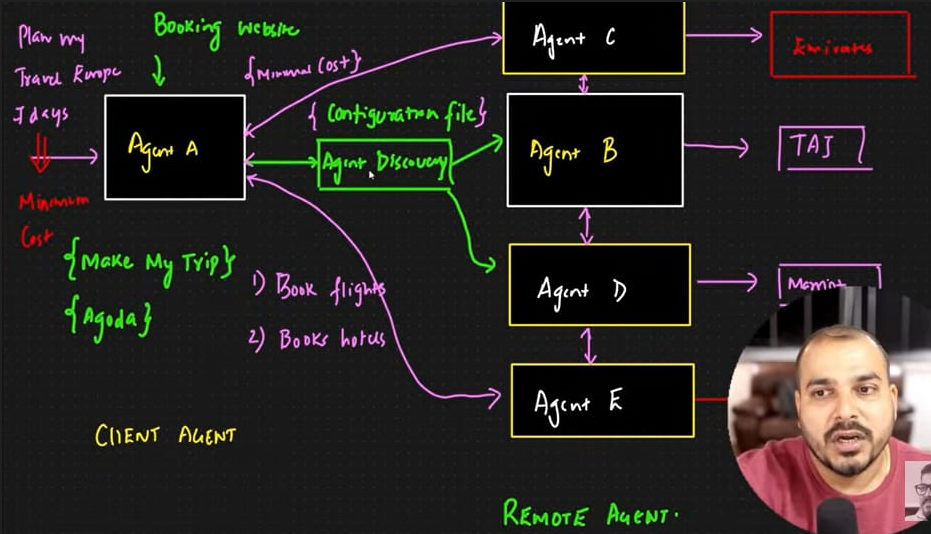 Plan my
Travel Europe
7 days
Minimum
Cost
Booking website
{Minimal Cost}
{ Configuration file}
Agent A
Agent Discovery
Agent C
Agent B
Agent D
Agent E
Emirates
TAJ
{Make My Trip}
{Agoda}
1) Book flights
2) Books hotels
CLIENT AGENT
REMOTE AGENT.